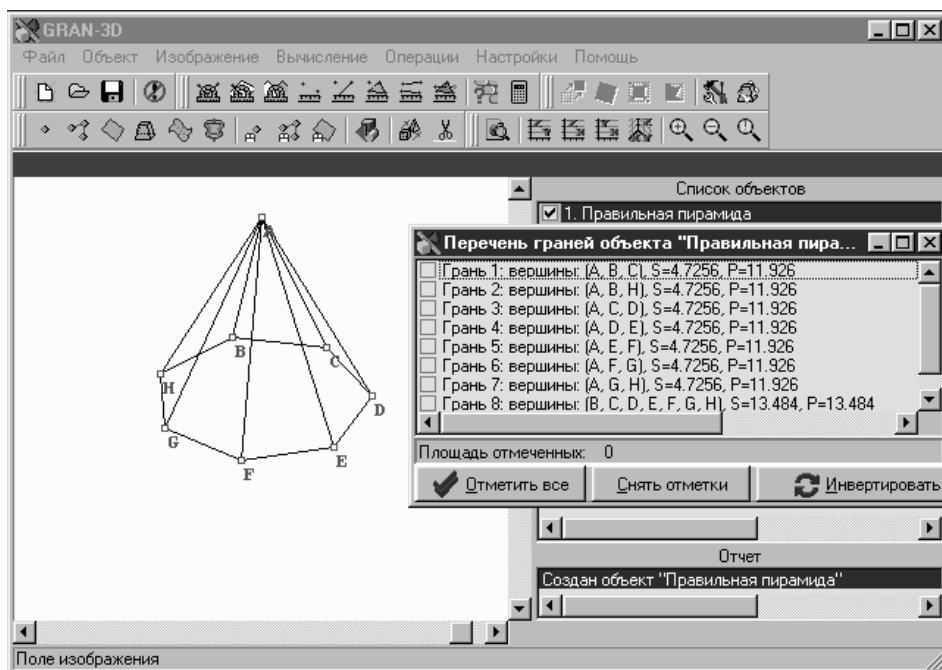 GRAN-3D
Файл Объект Изображение Вычисление Операции Настройки Помощь
Список объектов
1. Правильная пирамида
Перечень граней объекта "Правильная пира...
Грань 1: вершины: (A, B, C), S=4.7256, P=11.926
Грань 2: вершины: (A, B, H), S=4.7256, P=11.926
Грань 3: вершины: (A, C, D), S=4.7256, P=11.926
Грань 4: вершины: (A, D, E), S=4.7256, P=11.926
Грань 5: вершины: (A, E, F), S=4.7256, P=11.926
Грань 6: вершины: (A, F, G), S=4.7256, P=11.926
Грань 7: вершины: (A, G, H), S=4.7256, P=11.926
Грань 8: вершины: (B, C, D, E, F, G, H), S=13.484, P=13.484
B
C
H
D
G
E
F
Площадь отмеченных: 0
Отметить все Снять отметки Инвертировать
Отчет
Создан объект "Правильная пирамида"
Поле изображения